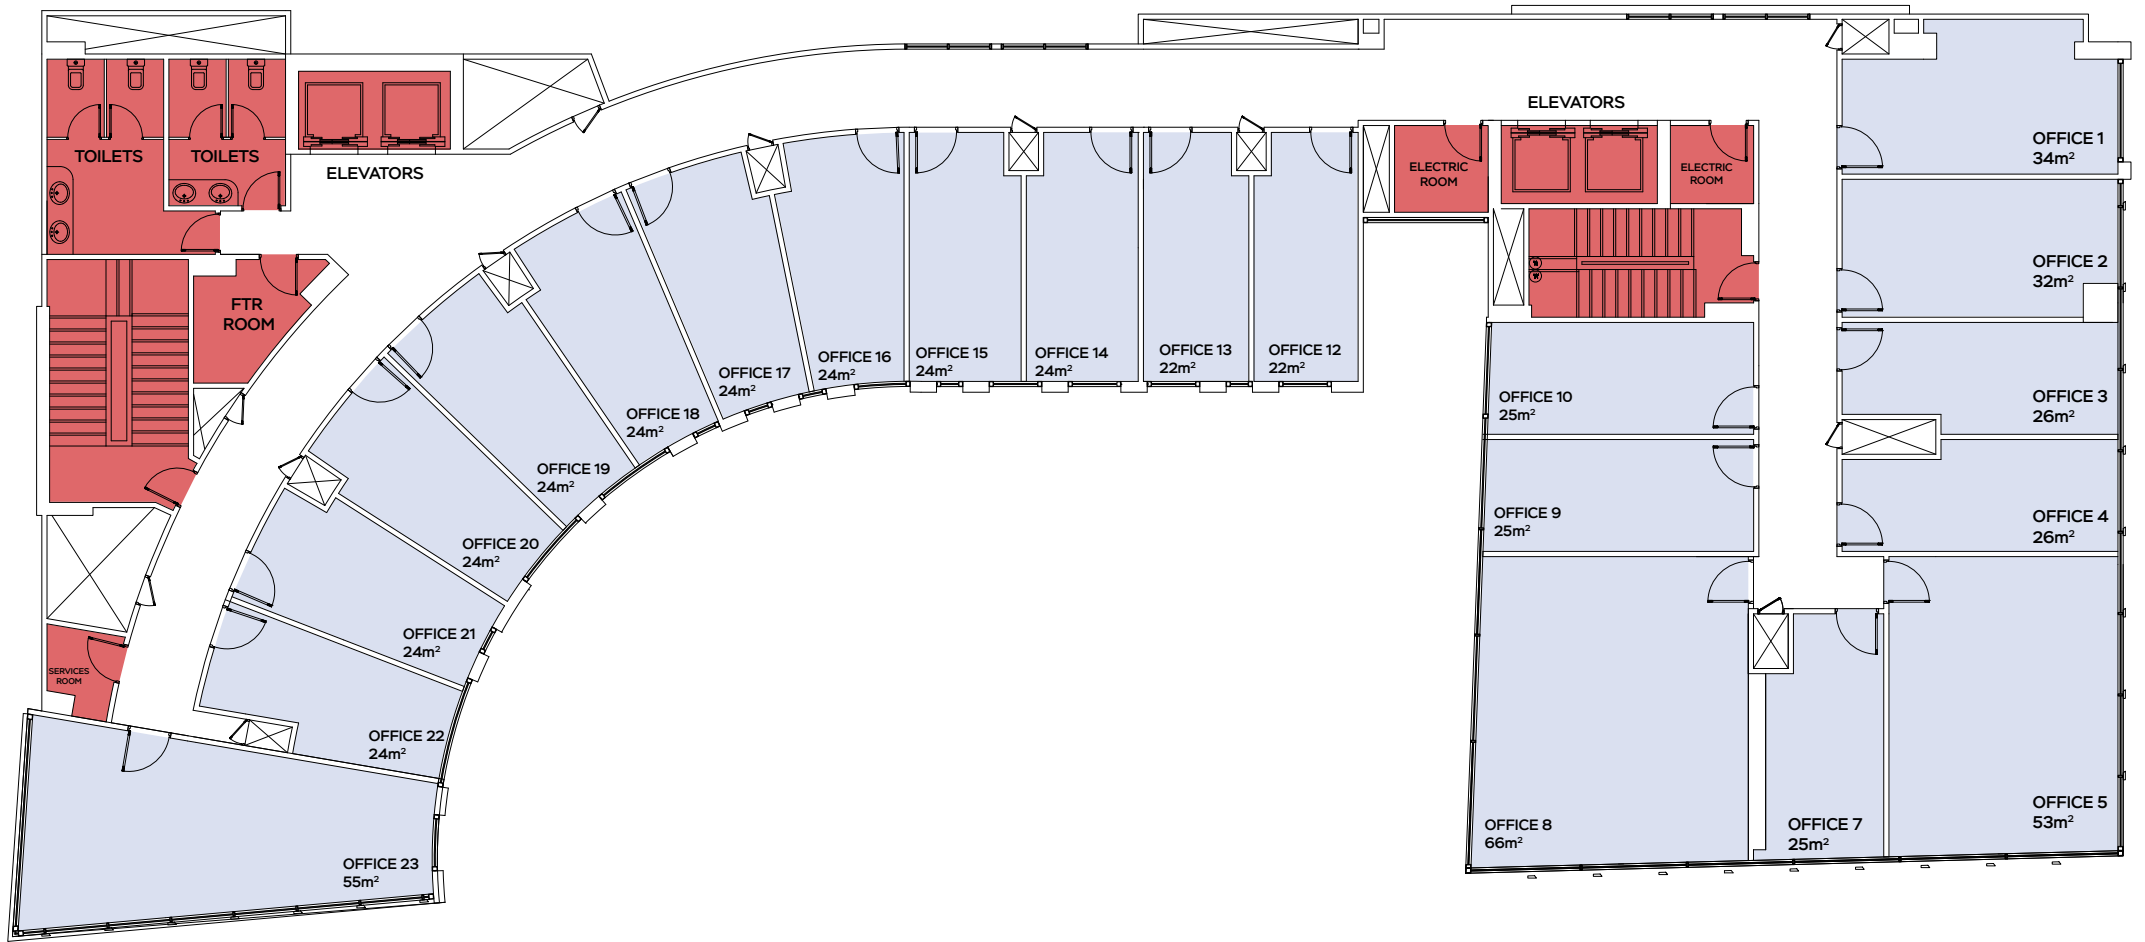 TOILETS
TOILETS
ELEVATORS
FTR
ROOM
SERVICES
ROOM
ELEVATORS
ELECTRIC
ROOM
ELECTRIC
ROOM
OFFICE 1
34m²
OFFICE 2
32m²
OFFICE 3
26m²
OFFICE 4
26m²
OFFICE 5
53m²
OFFICE 7
25m²
OFFICE 8
66m²
OFFICE 9
25m²
OFFICE 10
25m²
OFFICE 12
22m²
OFFICE 13
22m²
OFFICE 14
24m²
OFFICE 15
24m²
OFFICE 16
24m²
OFFICE 17
24m²
OFFICE 18
24m²
OFFICE 19
24m²
OFFICE 20
24m²
OFFICE 21
24m²
OFFICE 22
24m²
OFFICE 23
55m²